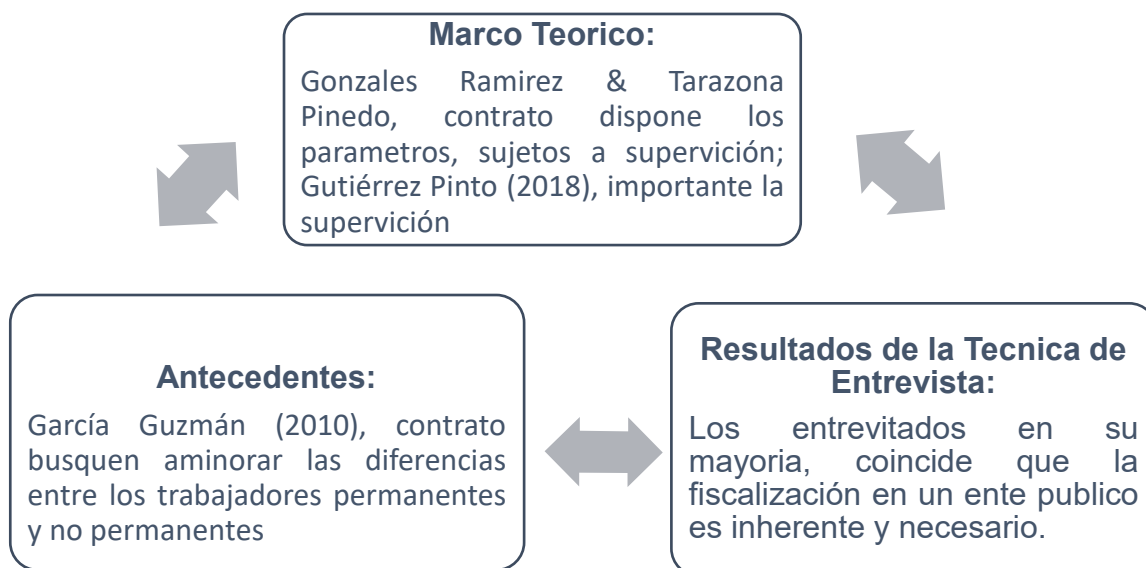 Marco Teorico:
Gonzales Ramirez & Tarazona
Pinedo, contrato dispone los
parametros, sujetos a supervición;
Gutiérrez Pinto (2018), importante la
supervición
Antecedentes:
García Guzmán (2010), contrato
busquen aminorar las diferencias
entre los trabajadores permanentes
y no permanentes
Resultados de la Tecnica de
Entrevista:
Los entrevitados en su
mayoria, coincide que la
fiscalización en un ente publico
es inherente y necesario.